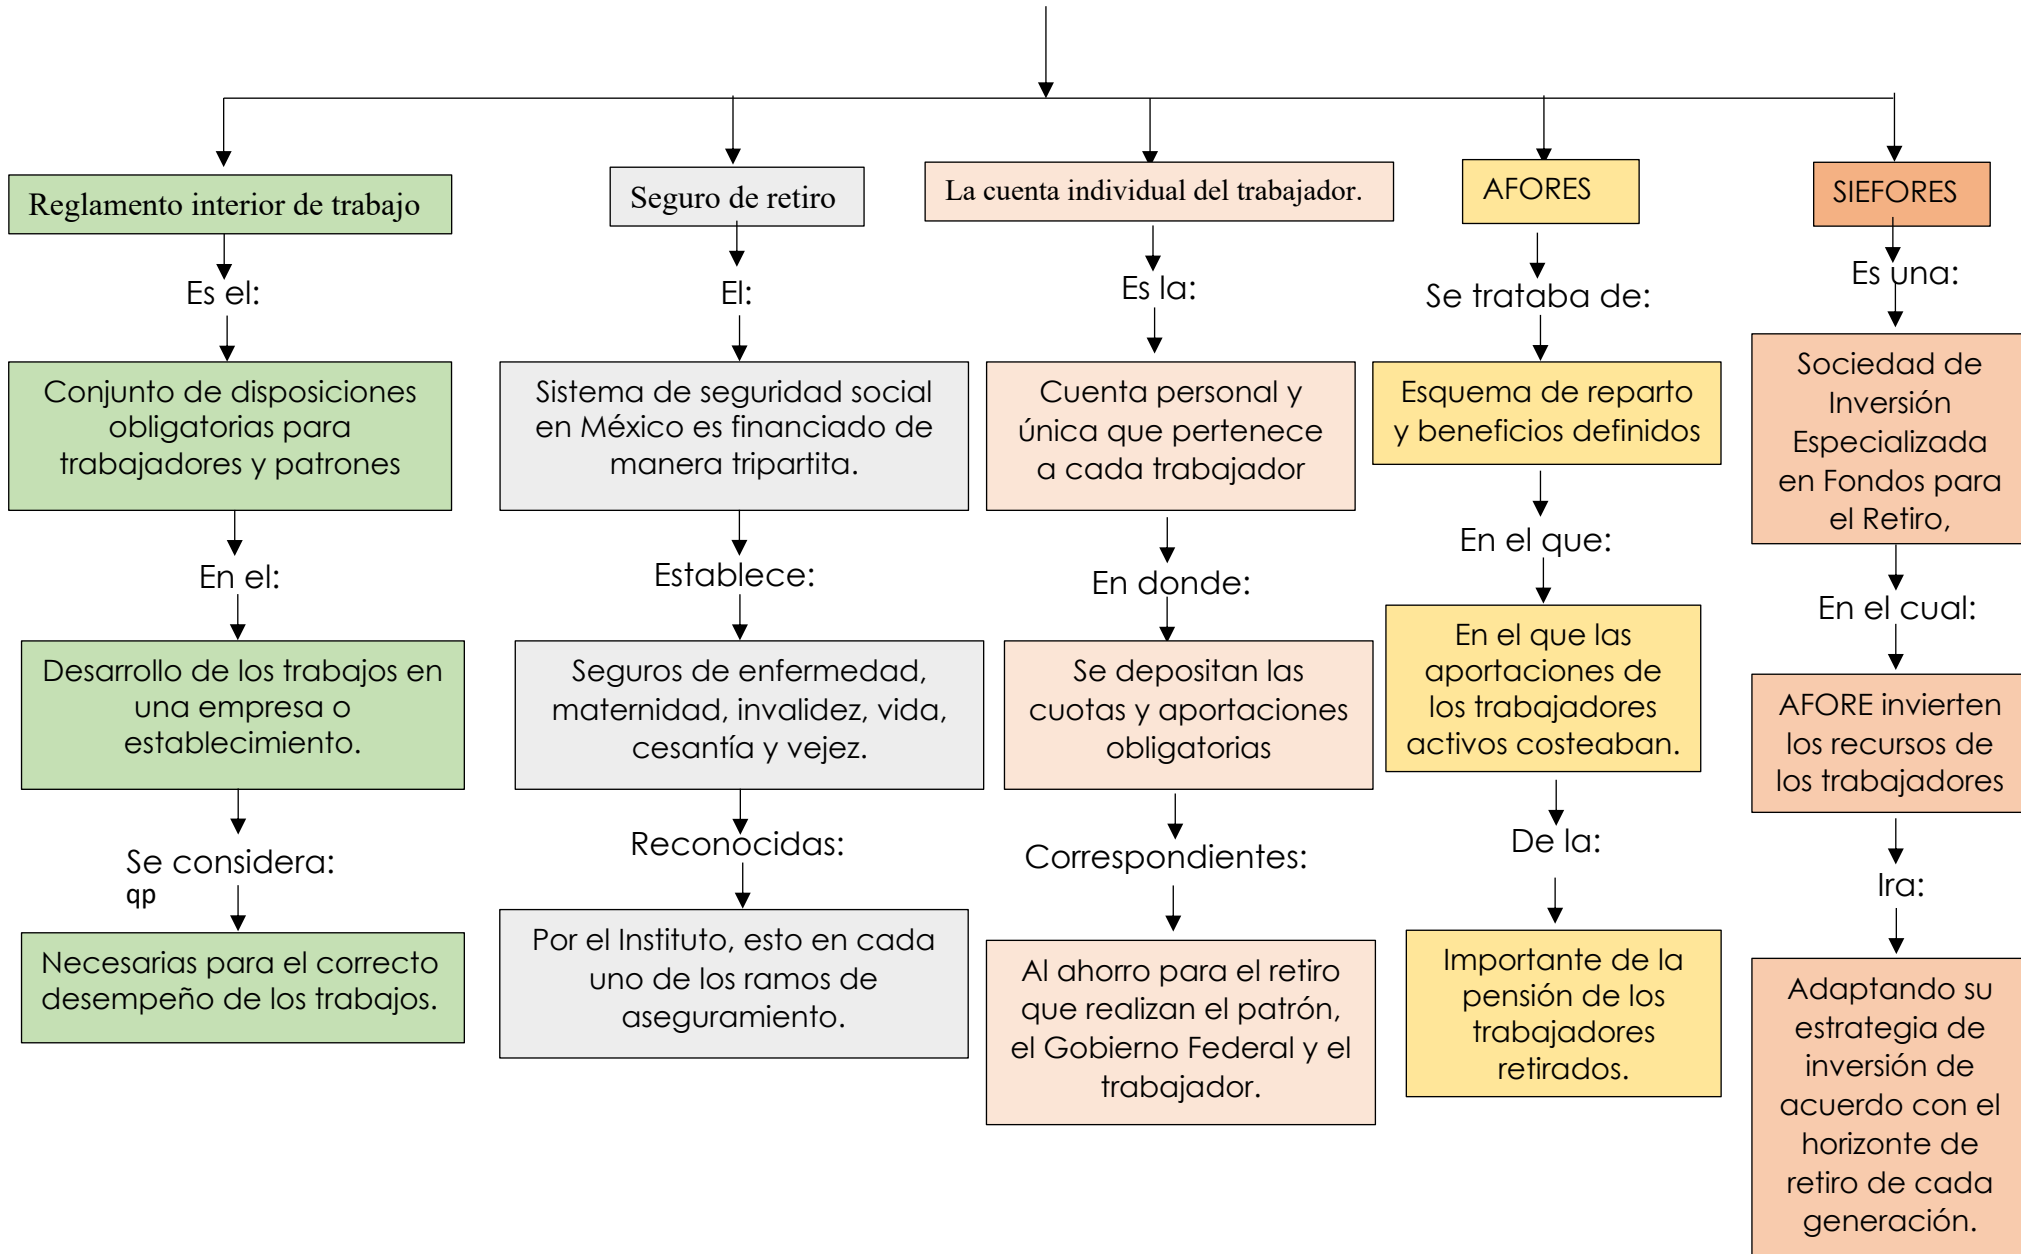 Reglamento interior de trabajo
Es el:
Conjunto de disposiciones
obligatorias para
trabajadores y patrones
En el:
Desarrollo de los trabajos en
una empresa o
establecimiento.
Se considera:
qp
Necesarias para el correcto
desempeño de los trabajos.
Seguro de retiro
El:
Sistema de seguridad social
en México es financiado de
manera tripartita.
Establece:
Seguros de enfermedad,
maternidad, invalidez, vida,
cesantía y vejez.
Reconocidas:
Por el Instituto, esto en cada
uno de los ramos de
aseguramiento.
La cuenta individual del trabajador.
Es la:
Cuenta personal y
única que pertenece
a cada trabajador
En donde:
Se depositan las
cuotas y aportaciones
obligatorias
Correspondientes:
Al ahorro para el retiro
que realizan el patrón,
el Gobierno Federal y el
trabajador.
AFORES
Se trataba de:
Esquema de reparto
y beneficios definidos
En el que:
En el que las
aportaciones de
los trabajadores
activos costeaban.
De la:
Importante de la
pensión de los
trabajadores
retirados.
SIEFORES
Es una:
Sociedad de
Inversión
Especializada
en Fondos para
el Retiro,
En el cual:
AFORE invierten
los recursos de
los trabajadores
Ira:
Adaptando su
estrategia de
inversión de
acuerdo con el
horizonte de
retiro de cada
generación.